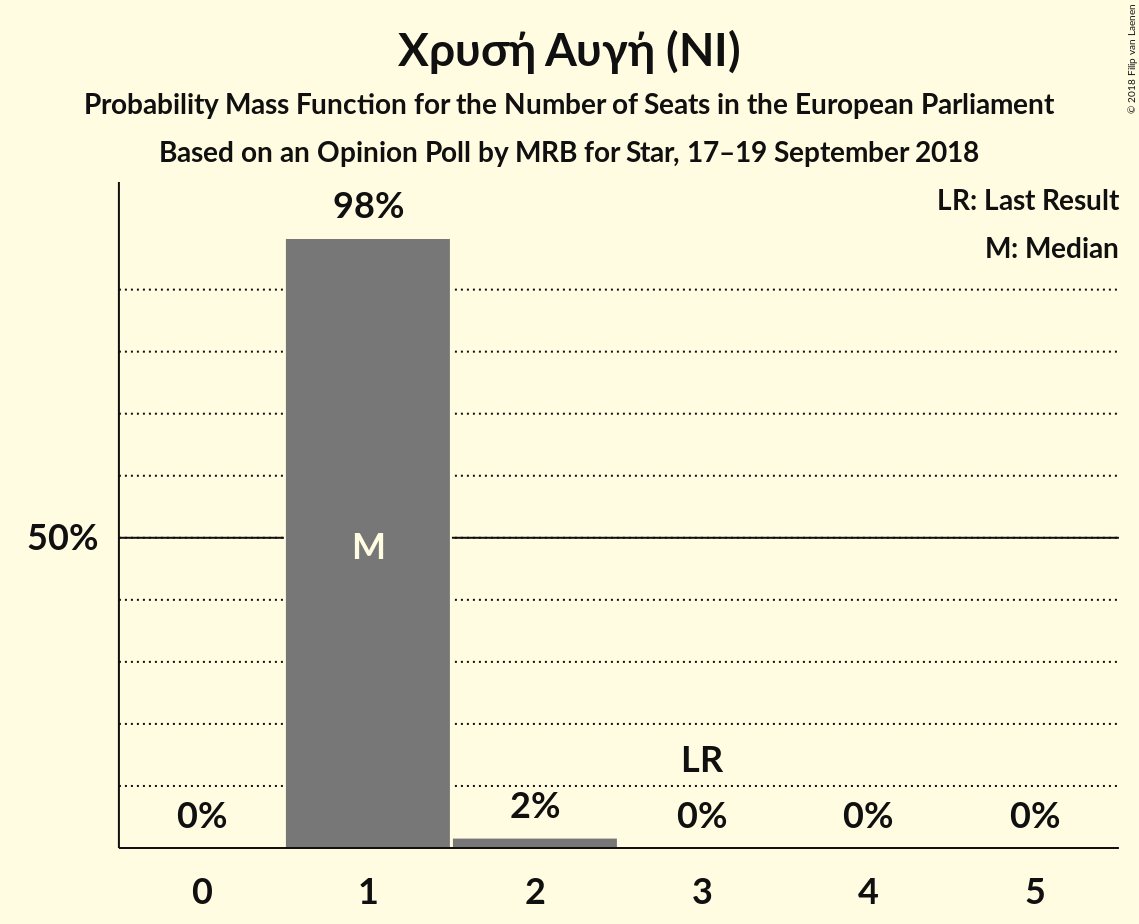 Χρυσή Αυγή (NI)
Probability Mass Function for the Number of Seats in the European Parliament
Based on an Opinion Poll by MRB for Star, 17–19 September 2018
© 2018 Filip van Laenen
LR: Last Result
M: Median
98%
50%
M
LR
0%
2%
0%
0%
0%
0
1
2
3
4
5